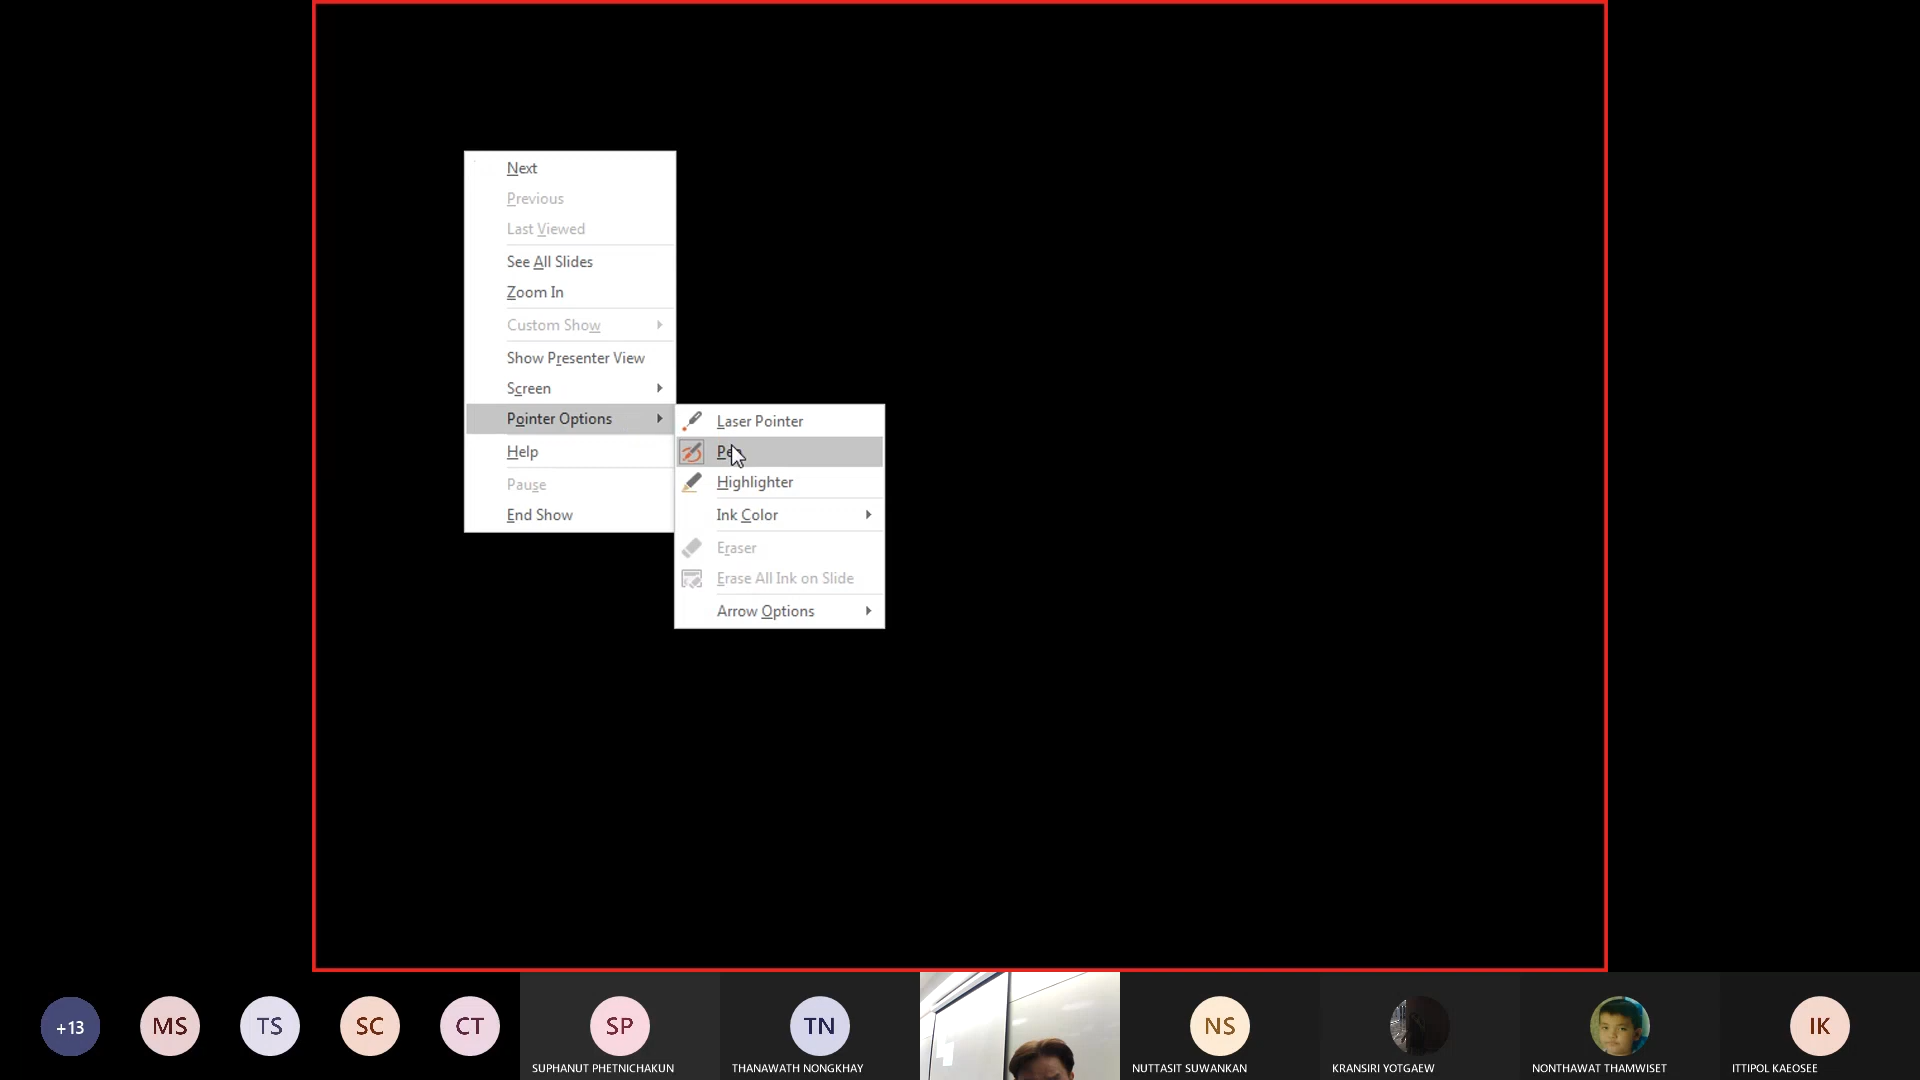 Next
Previous
Last Viewed
See All Slides
Zoom In
Custom Show
Show Presenter View
Screen
Pointer Options
Help
Pause
End Show
Laser Pointer
Pen
Highlighter
Ink Color
Eraser
Erase All Ink on Slide
Arrow Options
+13
MS
TS
SC
CT
SP
SUPHANUT PHETNICHAKUN
TN
THANAWATH NONGKHAY
NS
NUTTASIT SUWANKAN
KRANSIRI YOTGAEW
NONTHAWAT THAMWISET
IK
ITTIPOL KAEOSEE